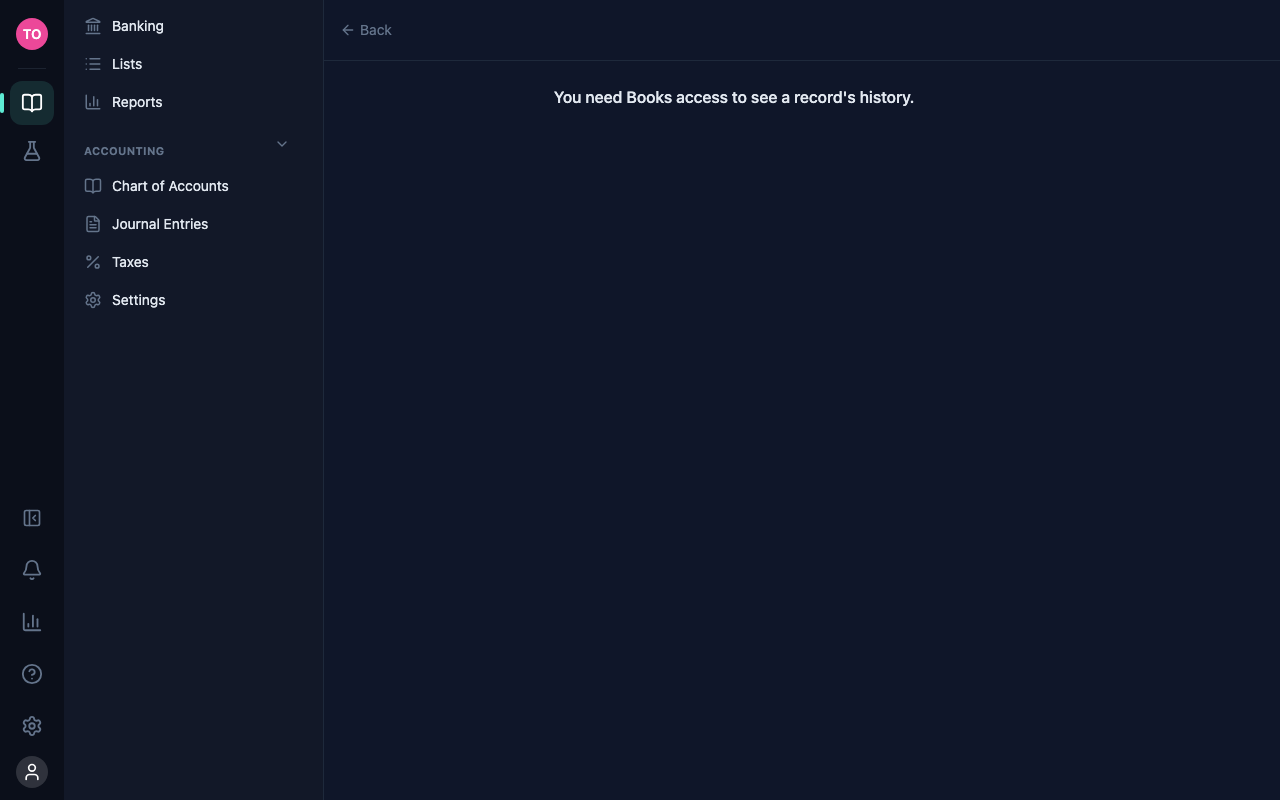 TO
Banking
Lists
Reports
ACCOUNTING
Chart of Accounts
Journal Entries
Taxes
Settings
Back
You need Books access to see a record's history.